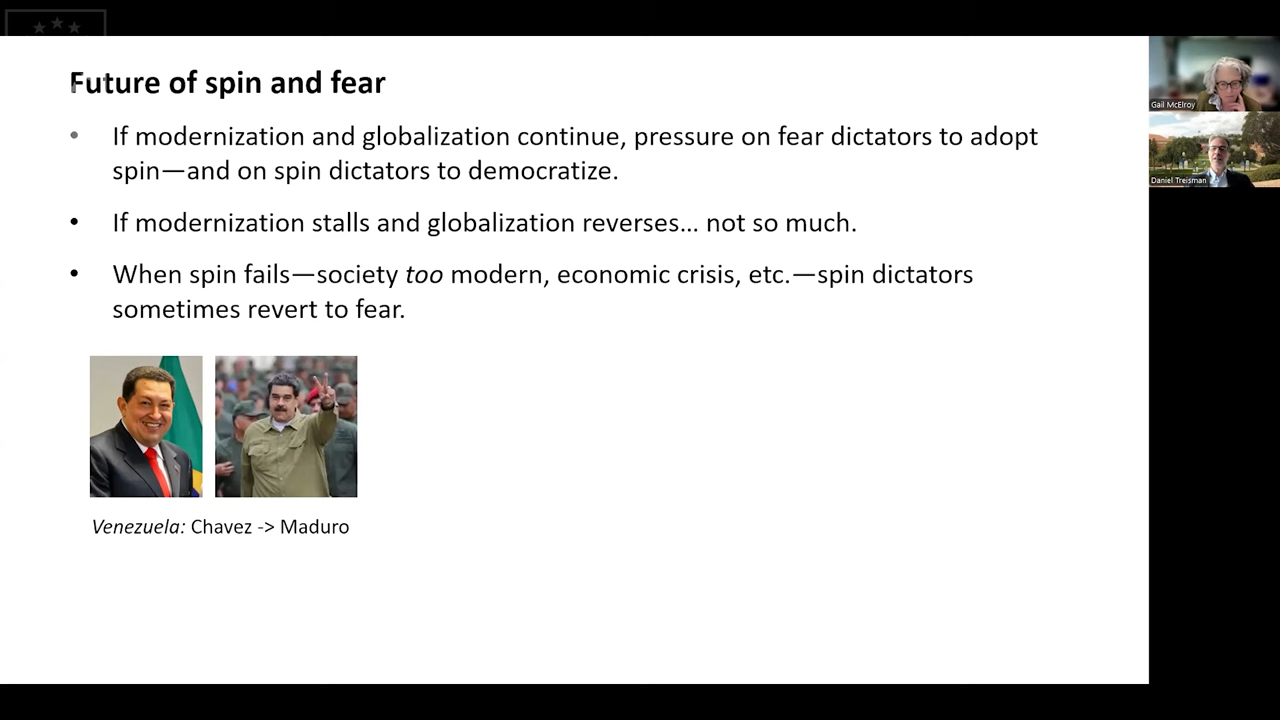 Future of spin and fear
• If modernization and globalization continue, pressure on fear dictators to adopt
spin—and on spin dictators to democratize.
• If modernization stalls and globalization reverses... not so much.
• When spin fails—society too modern, economic crisis, etc.—spin dictators
sometimes revert to fear.
Venezuela: Chavez -> Maduro
Gail McElroy
Daniel Treisman